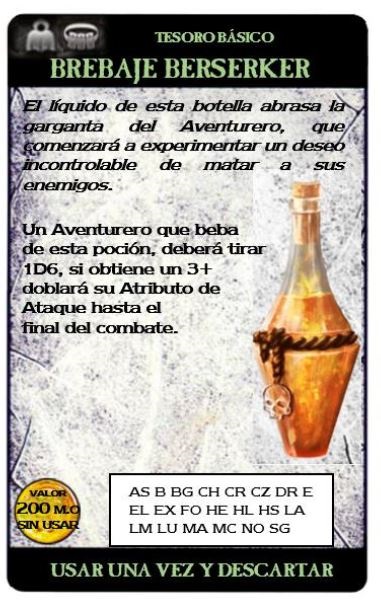 TESORO BÁSICO
BREBAJE BERSERKER
El líquido de esta botella abrasa la
garganta del Aventurero, que
comenzará a experimentar un deseo
incontrolable de matar a sus
enemigos.
Un Aventurero que beba
de esta poción, deberá tirar
1D6, si obtiene un 3+
doblará su Atributo de
Ataque hasta el
final del combate.
VALOR
200 M.O
SIN USAR
AS B BG CH CR CZ DR E
EL EX FO HE HL HS LA
LM LU MA MC NO SG
USAR UNA VEZ Y DESCARTAR